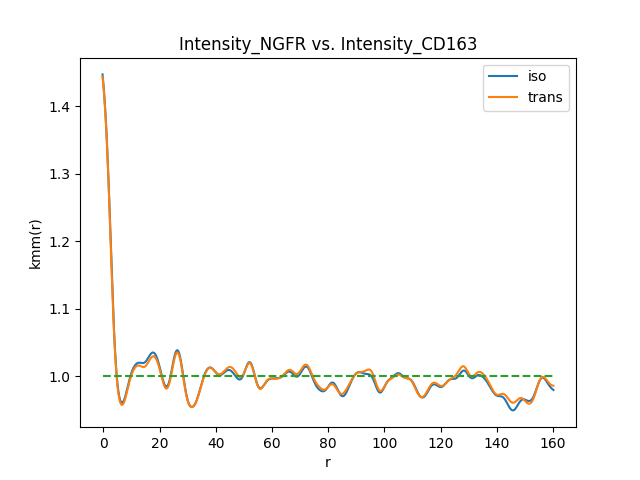 Intensity_NGFR vs. Intensity_CD163
iso
trans
kmm(r)
1.4
1.3
1.2
1.1
1.0
0 20 40 60 80 100 120 140 160
r